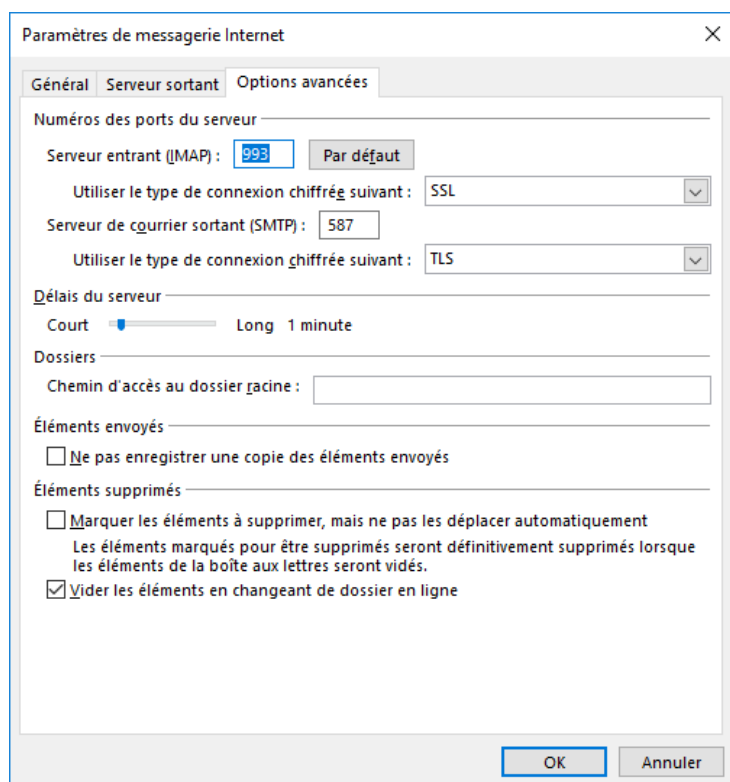 Paramètres de messagerie Internet
Général Serveur sortant Options avancées
Numéros des ports du serveur
Serveur entrant (IMAP) : 993 Par défaut
Utiliser le type de connexion chiffrée suivant : SSL
Serveur de courrier sortant (SMTP) : 587
Utiliser le type de connexion chiffrée suivant : TLS
Délais du serveur
Court Long 1 minute
Dossiers
Chemin d'accès au dossier racine :
Éléments envoyés
Ne pas enregistrer une copie des éléments envoyés
Éléments supprimés
Marquer les éléments à supprimer, mais ne pas les déplacer automatiquement
Les éléments marqués pour être supprimés seront définitivement supprimés lorsque
les éléments de la boîte aux lettres seront vidés.
Vider les éléments en changeant de dossier en ligne
OK Annuler